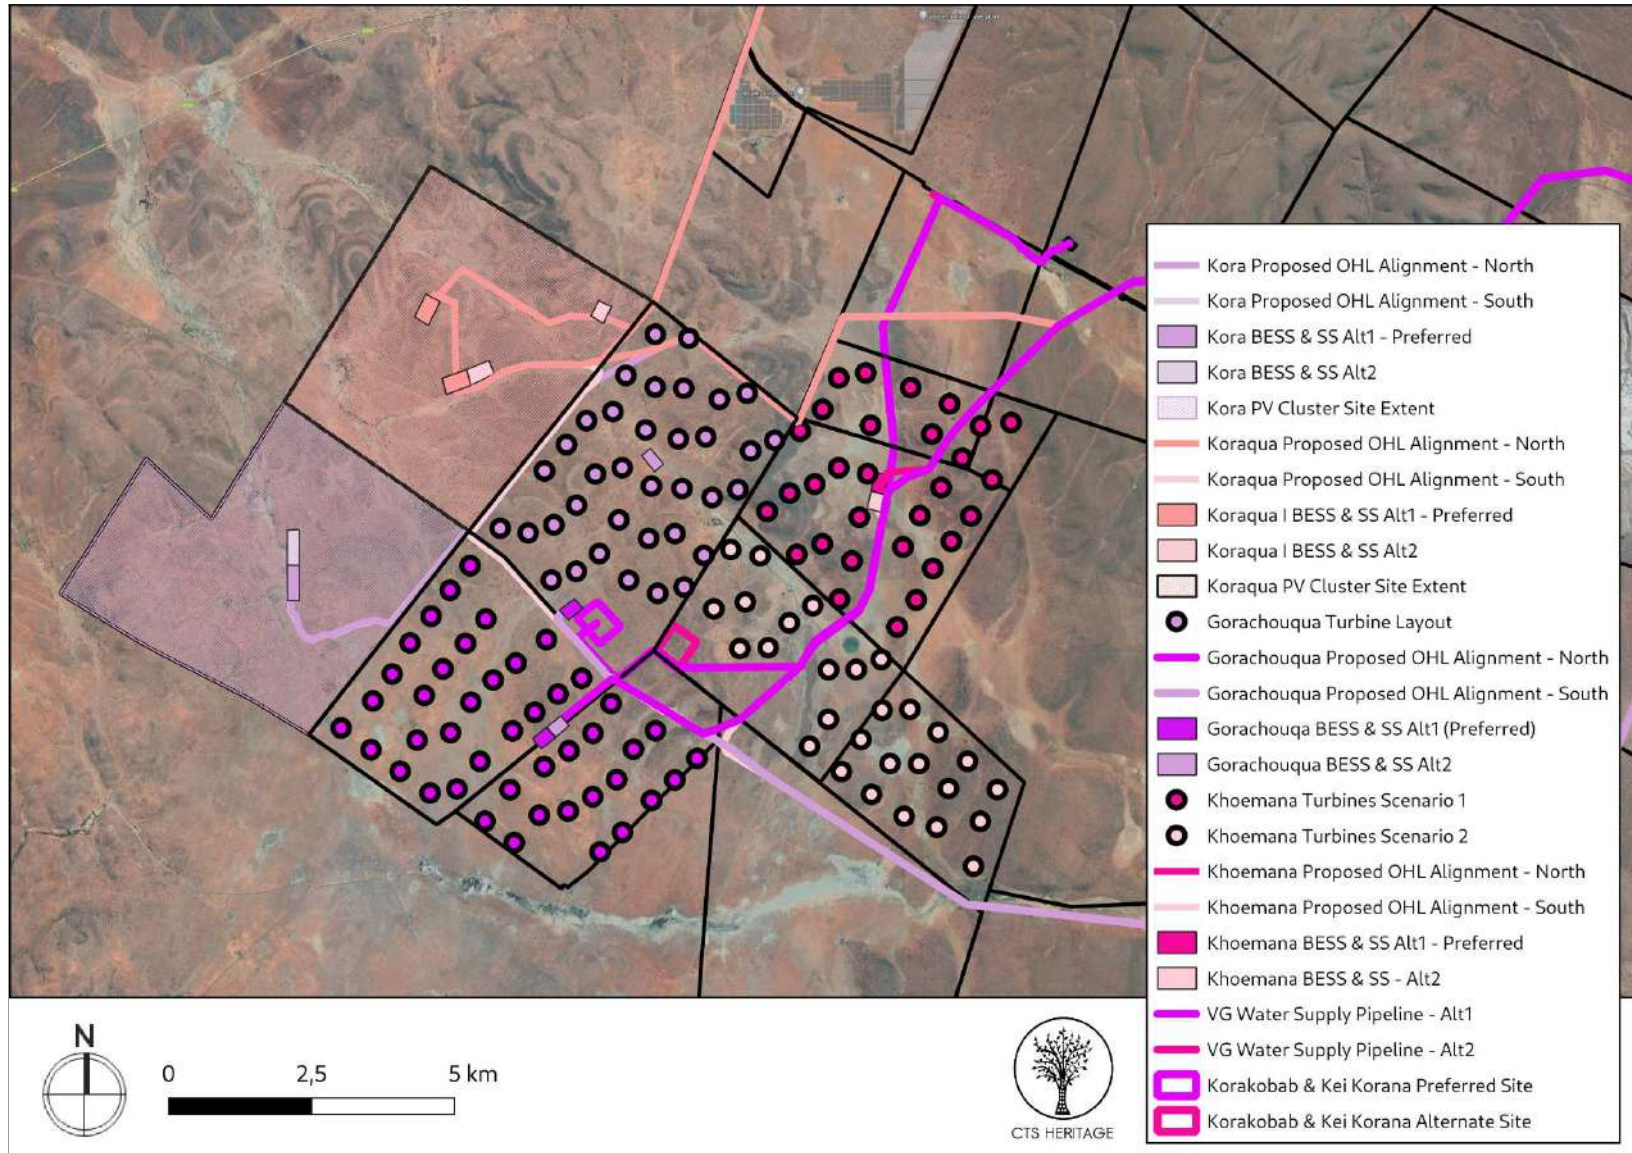 Kora Proposed OHL Alignment - North
Kora Proposed OHL Alignment - South
Kora BESS & SS Alt1 - Preferred
Kora BESS & SS Alt2
Kora PV Cluster Site Extent
Koraqua Proposed OHL Alignment - North
Koraqua Proposed OHL Alignment - South
Koraqua I BESS & SS Alt1 - Preferred
Koraqua I BESS & SS Alt2
Koraqua PV Cluster Site Extent
Gorachouqua Turbine Layout
Gorachouqua Proposed OHL Alignment - North
Gorachouqua Proposed OHL Alignment - South
Gorachouqa BESS & SS Alt1 (Preferred)
Gorachouqua BESS & SS Alt2
Khoemana Turbines Scenario 1
Khoemana Turbines Scenario 2
Khoemana Proposed OHL Alignment - North
Khoemana Proposed OHL Alignment - South
Khoemana BESS & SS Alt1 - Preferred
Khoemana BESS & SS - Alt2
VG Water Supply Pipeline - Alt1
VG Water Supply Pipeline - Alt2
Korakobab & Kei Korana Preferred Site
Korakobab & Kei Korana Alternate Site
N
0 2,5 5 km
CTS HERITAGE